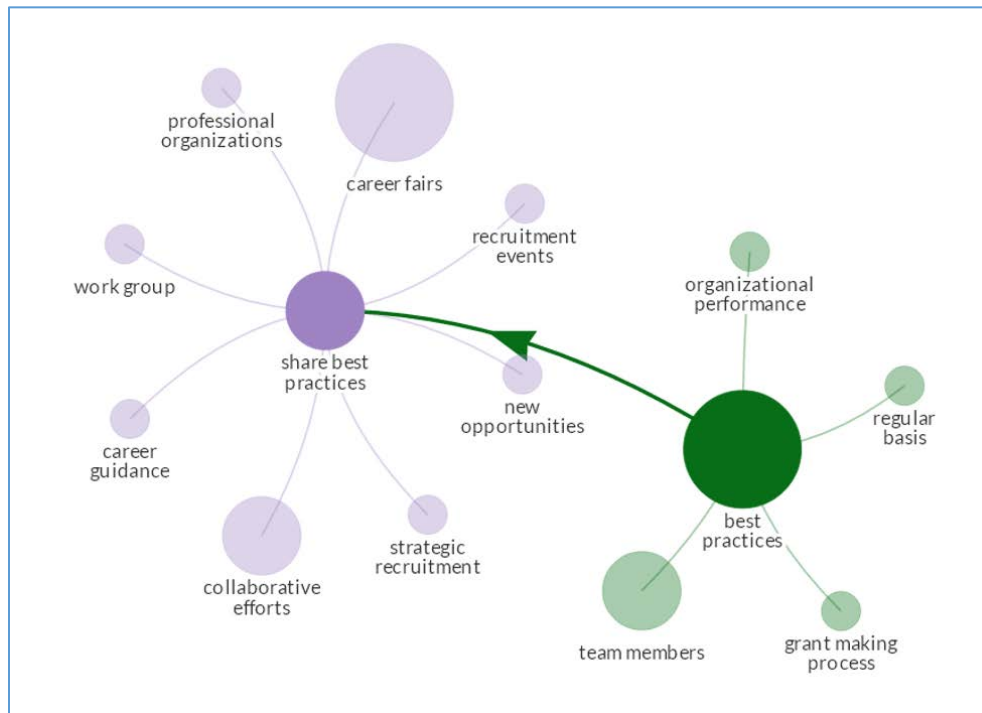 professional
organizations
career fairs
recruitment
events
work group
organizational
performance
share best
practices
new
opportunities
regular
basis
career
guidance
best
practices
strategic
recruitment
collaborative
efforts
team members
grant making
process